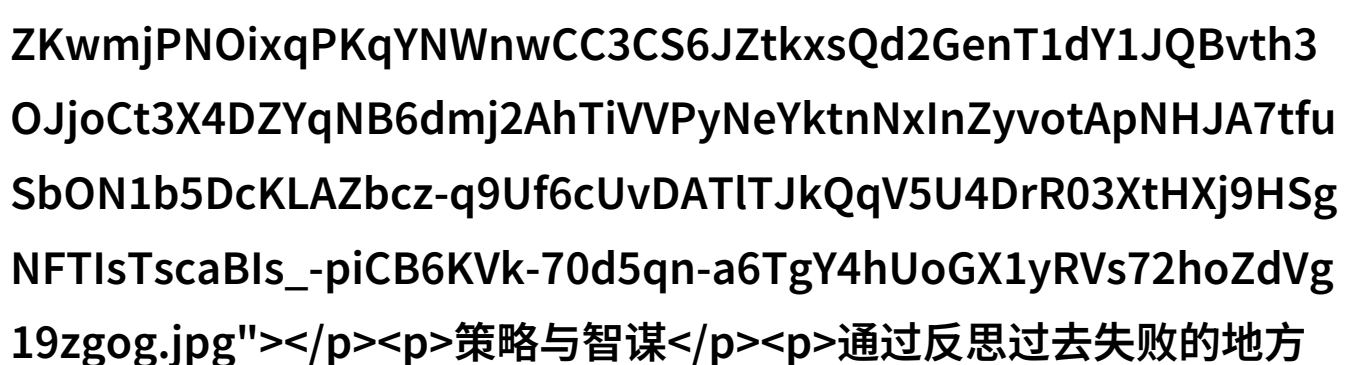 ZKwmjPNOixqPKqYNWnwCC3CS6JZtkxsQd2GenT1dY1JQBvth3
OJjoCt3X4DZYqNB6dmj2AhTiVVPyNeYktnNxInZyvotApNHJA7tfu
SbON1b5DcKLAZbcz-q9Uf6cUvDATlTJkQqV5U4DrR03XtHXj9HSg
NFTIsTscaBIs_-piCB6KVk-70d5qn-a6TgY4hUoGX1yRVs72hoZdVg
19zgog.jpg"></p><p>策略与智谋</p><p>通过反思过去失败的地方